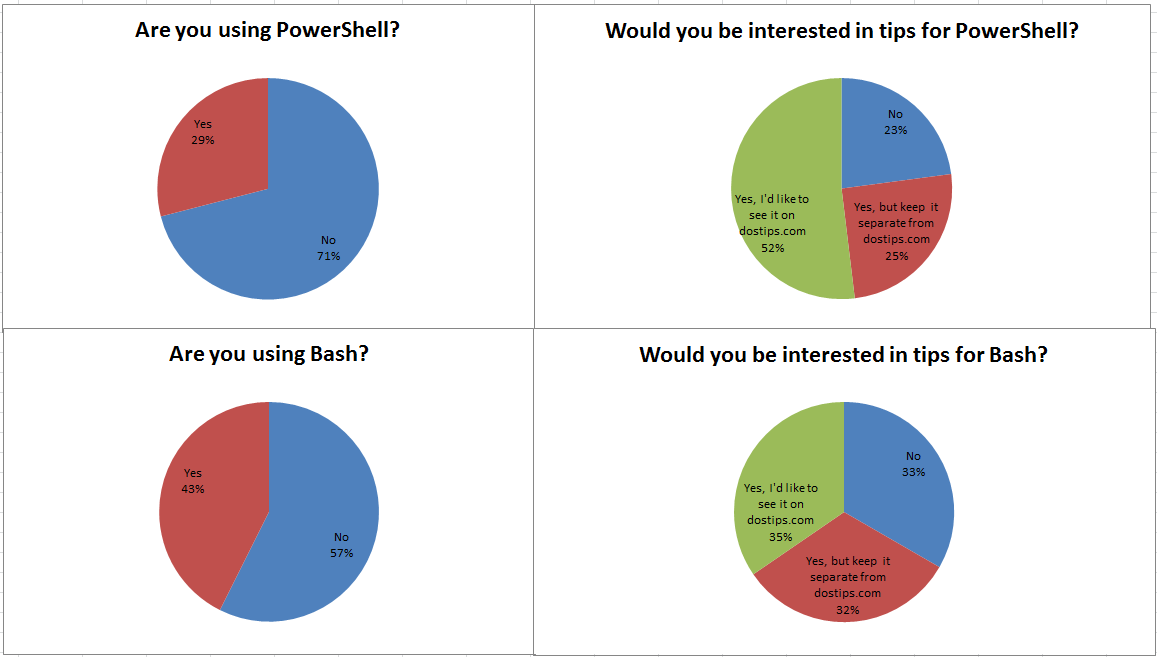 Are you using PowerShell?
Yes
29%
No
71%
Would you be interested in tips for PowerShell?
No
23%
Yes, I'd like to
see it on
dostips.com
52%
Yes, but keep it
separate from
dostips.com
25%
Are you using Bash?
Yes
43%
No
57%
Would you be interested in tips for Bash?
No
33%
Yes, I'd like to
see it on
dostips.com
35%
Yes, but keep it
separate from
dostips.com
32%